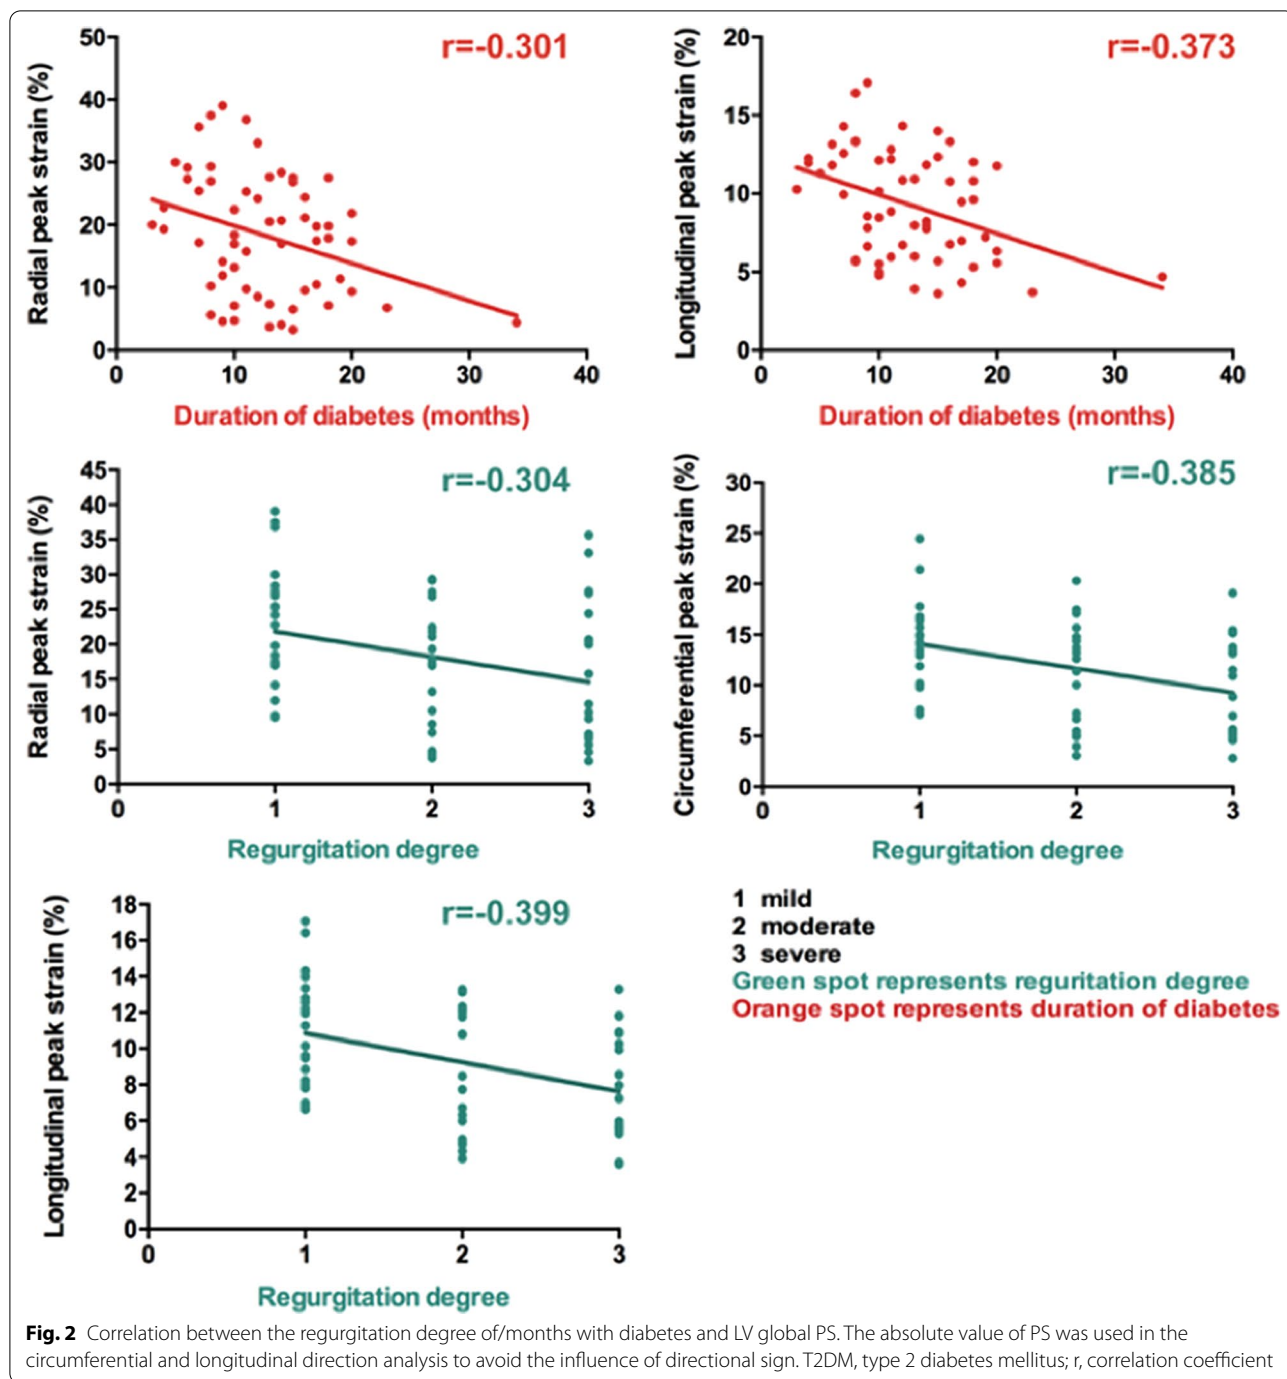 r=-0.301
Radial peak strain (%)
50
40
30
20
10
0
0 10 20 30 40
Duration of diabetes (months)
r=-0.373
Longitudinal peak strain (%)
20
15
10
5
0
0 10 20 30 40
Duration of diabetes (months)
r=-0.304
Radial peak strain (%)
45
40
35
30
25
20
15
10
5
0
0 1 2 3
Regurgitation degree
r=-0.385
Circumferential peak strain (%)
30
25
20
15
10
5
0
0 1 2 3
Regurgitation degree
r=-0.399
Longitudinal peak strain (%)
18
16
14
12
10
8
6
4
2
0
0 1 2 3
Regurgitation degree
1 mild
2 moderate
3 severe
Green spot represents reguritation degree
Orange spot represents duration of diabetes
Fig. 2 Correlation between the regurgitation degree of/months with diabetes and LV global PS. The absolute value of PS was used in the
circumferential and longitudinal direction analysis to avoid the influence of directional sign. T2DM, type 2 diabetes mellitus; r, correlation coefficient